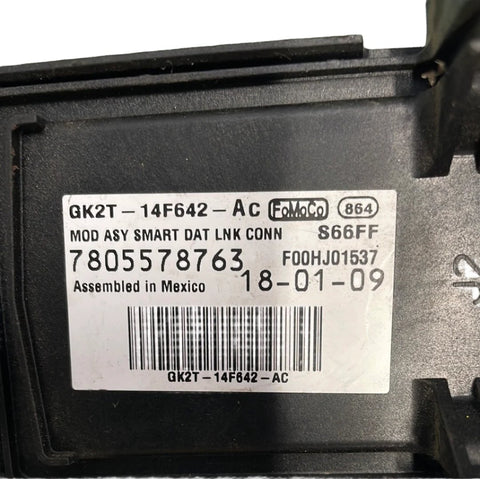 GK2T-14F642-AC FoMoCo 864
MOD ASY SMART DAT LNK CONN S66FF
7805578763 F00HJ01537
Assembled in Mexico 18-01-09
GK2T-14F642-AC